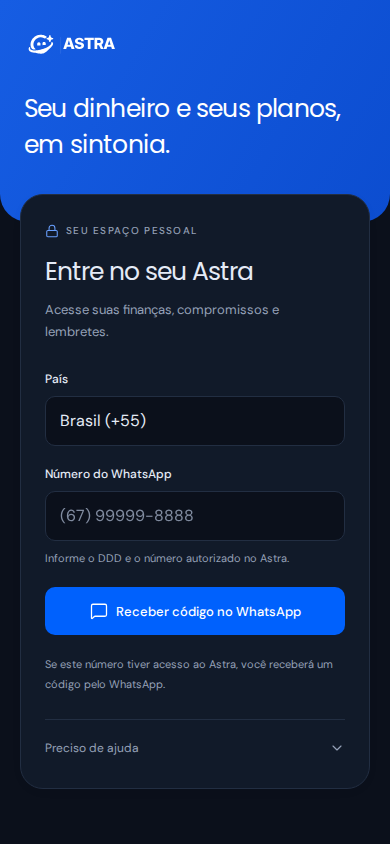 ASTRA
Seu dinheiro e seus planos,
em sintonia.
SEU ESPAÇO PESSOAL
Entre no seu Astra
Acesse suas finanças, compromissos e
lembretes.
País
Brasil (+55)
Número do WhatsApp
(67) 99999-8888
Informe o DDD e o número autorizado no Astra.
Receber código no WhatsApp
Se este número tiver acesso ao Astra, você receberá um
código pelo WhatsApp.
Preciso de ajuda